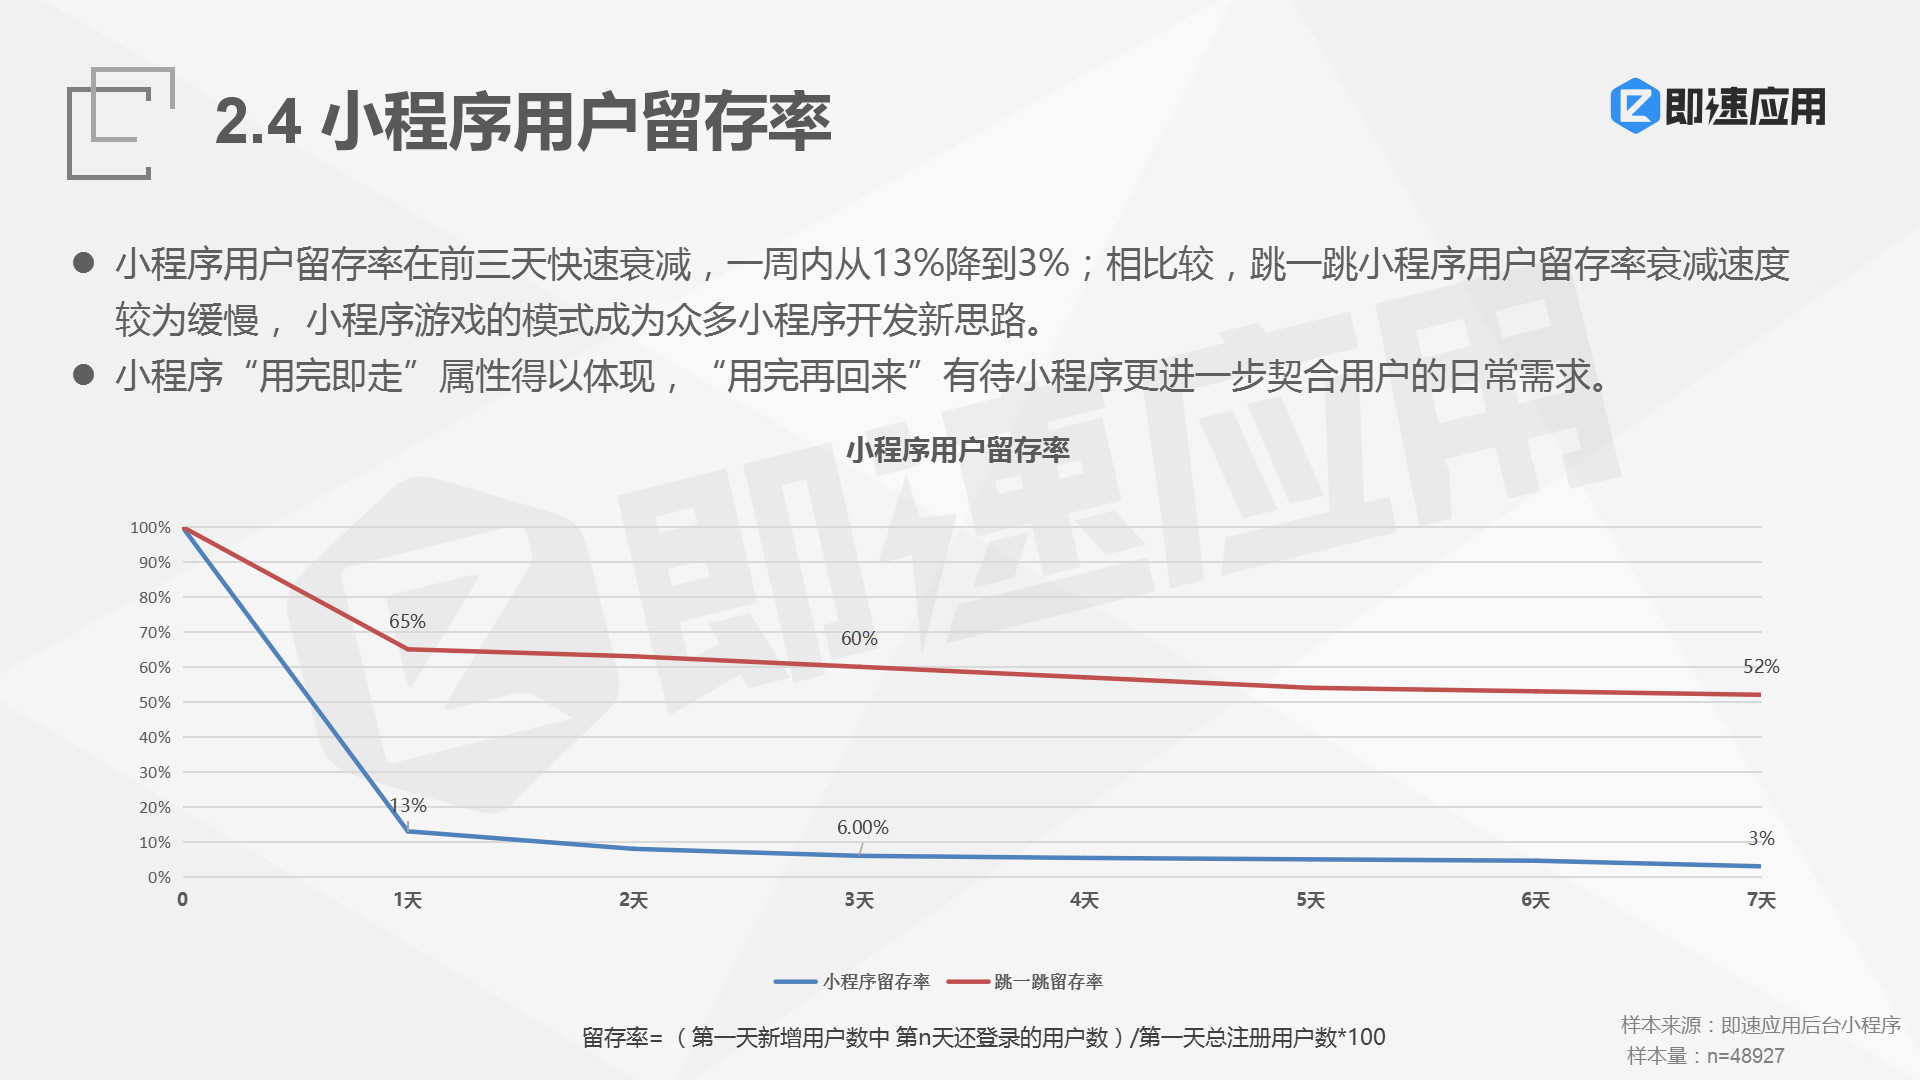 2.4 小程序用户留存率
即速应用
小程序用户留存率在前三天快速衰减，一周内从13%降到3%；相比较，跳一跳小程序用户留存率衰减速度
较为缓慢， 小程序游戏的模式成为众多小程序开发新思路。
小程序“用完即走”属性得以体现，“用完再回来”有待小程序更进一步契合用户的日常需求。
即速应用
小程序用户留存率
100%
90%
80%
70%
60%
50%
40%
30%
20%
10%
0%
65%
60%
52%
13%
6.00%
3%
0 1天 2天 3天 4天 5天 6天 7天
小程序留存率 跳一跳留存率
留存率=（第一天新增用户数中 第n天还登录的用户数）/第一天总注册用户数*100
样本来源：即速应用后台小程序
样本量：n=48927